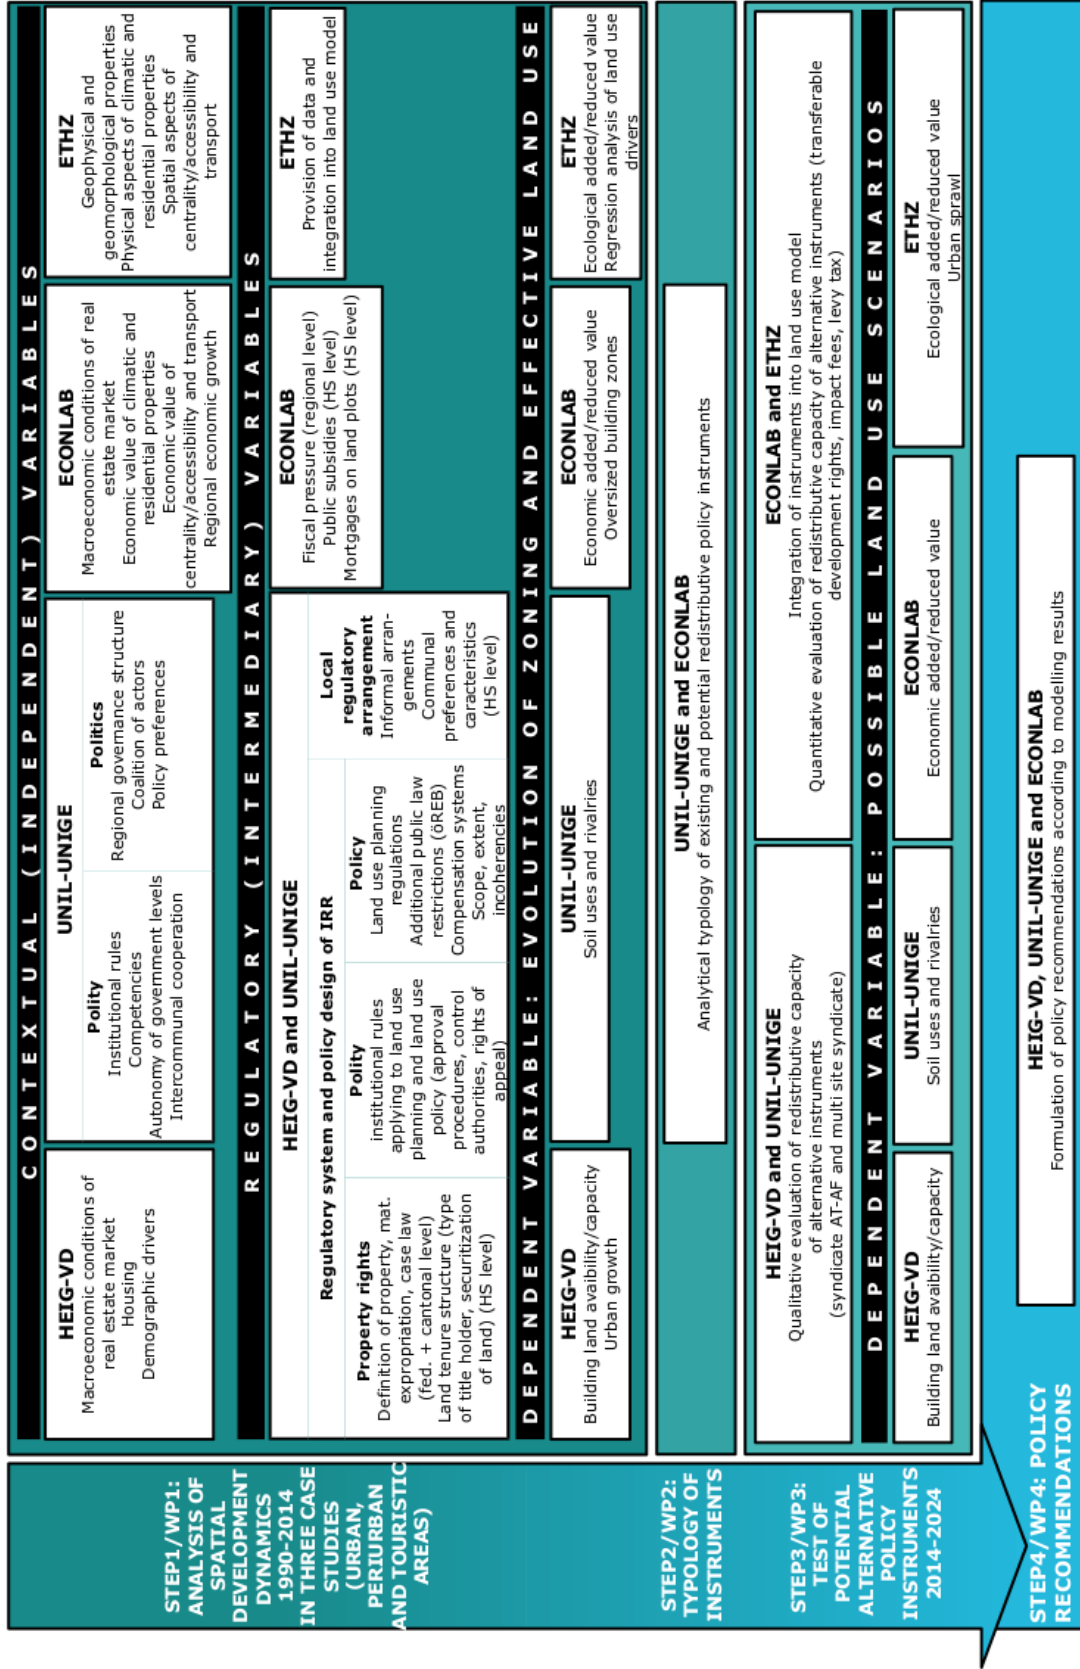 STEP1/WP1:
ANALYSIS OF
SPATIAL
DEVELOPMENT
DYNAMICS
1990-2014
IN THREE CASE
STUDIES
(URBAN,
PERIURBAN
AND TOURISTIC
AREAS)
CONTEXTUAL (INDEPENDENT) VARIABLES
HEIG-VD
Macroeconomic conditions of
real estate market
Housing
Demographic drivers
UNIL-UNIGE
Polity
Institutional rules
Competencies
Autonomy of government levels
Intercommunal cooperation
Politics
Regional governance structure
Coalition of actors
Policy preferences
ECONLAB
Macroeconomic conditions of real
estate market
Economic value of climatic and
residential properties
Economic value of
centrality/accessibility and transport
Regional economic growth
ETHZ
Geophysical and
geomorphological properties
Physical aspects of climatic and
residential properties
Spatial aspects of
centrality/accessibility and
transport
REGULATORY (INTERMEDIARY) VARIABLES
HEIG-VD and UNIL-UNIGE
Regulatory system and policy design of IRR
Property rights
Definition of property, mat.
expropriation, case law
(fed. + cantonal level)
Land tenure structure (type
of title holder, securitization
of land) (HS level)
Polity
institutional rules
applying to land use
planning and land use
policy (approval
procedures, control
authorities, rights of
appeal)
Policy
Land use planning
regulations
Additional public law
restrictions (öREB)
Compensation systems
Scope, extent,
incoherencies
Local
regulatory
arrangement
Informal arran-
gements
Communal
preferences and
caracteristics
(HS level)
ECONLAB
Fiscal pressure (regional level)
Public subsidies (HS level)
Mortgages on land plots (HS level)
ETHZ
Provision of data and
integration into land use model
DEPENDENT VARIABLE: EVOLUTION OF ZONING AND EFFECTIVE LAND USE
HEIG-VD
Building land avaibility/capacity
Urban growth
UNIL-UNIGE
Soil uses and rivalries
ECONLAB
Economic added/reduced value
Oversized building zones
ETHZ
Ecological added/reduced value
Regression analysis of land use
drivers
STEP2/WP2:
TYPOLOGY OF
INSTRUMENTS
UNIL-UNIGE and ECONLAB
Analytical typology of existing and potential redistributive policy instruments
STEP3/WP3:
TEST OF
POTENTIAL
ALTERNATIVE
POLICY
INSTRUMENTS
2014-2024
HEIG-VD and UNIL-UNIGE
Qualitative evaluation of redistributive capacity
of alternative instruments
(syndicate AT-AF and multi site syndicate)
ECONLAB and ETHZ
Integration of instruments into land use model
Quantitative evaluation of redistributive capacity of alternative instruments (transferable
development rights, impact fees, levy tax)
DEPENDENT VARIABLE: POSSIBLE LAND USE SCENARIOS
HEIG-VD
Building land avaibility/capacity
UNIL-UNIGE
Soil uses and rivalries
ECONLAB
Economic added/reduced value
ETHZ
Ecological added/reduced value
Urban sprawl
STEP4/WP4: POLICY
RECOMMENDATIONS
HEIG-VD, UNIL-UNIGE and ECONLAB
Formulation of policy recommendations according to modelling results